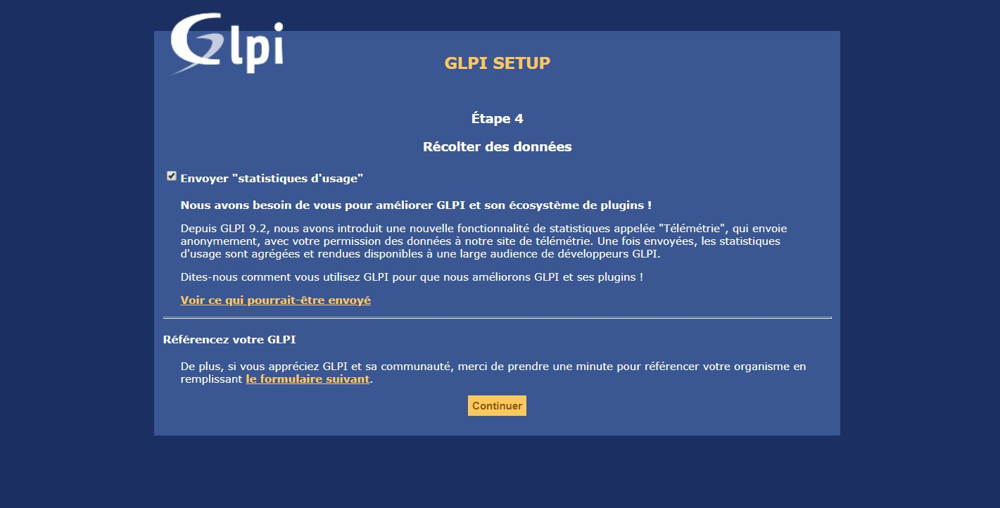 Glpi
GLPI SETUP
Étape 4
Récolter des données
Envoyer "statistiques d'usage"
Nous avons besoin de vous pour améliorer GLPI et son écosystème de plugins !
Depuis GLPI 9.2, nous avons introduit une nouvelle fonctionnalité de statistiques appelée "Télémétrie", qui envoie
anonymement, avec votre permission des données à notre site de télémétrie. Une fois envoyées, les statistiques
d'usage sont agrégées et rendues disponibles à une large audience de développeurs GLPI.
Dites-nous comment vous utilisez GLPI pour que nous améliorons GLPI et ses plugins !
Voir ce qui pourrait-être envoyé
Référencez votre GLPI
De plus, si vous appréciez GLPI et sa communauté, merci de prendre une minute pour référencer votre organisme en
remplissant le formulaire suivant.
Continuer